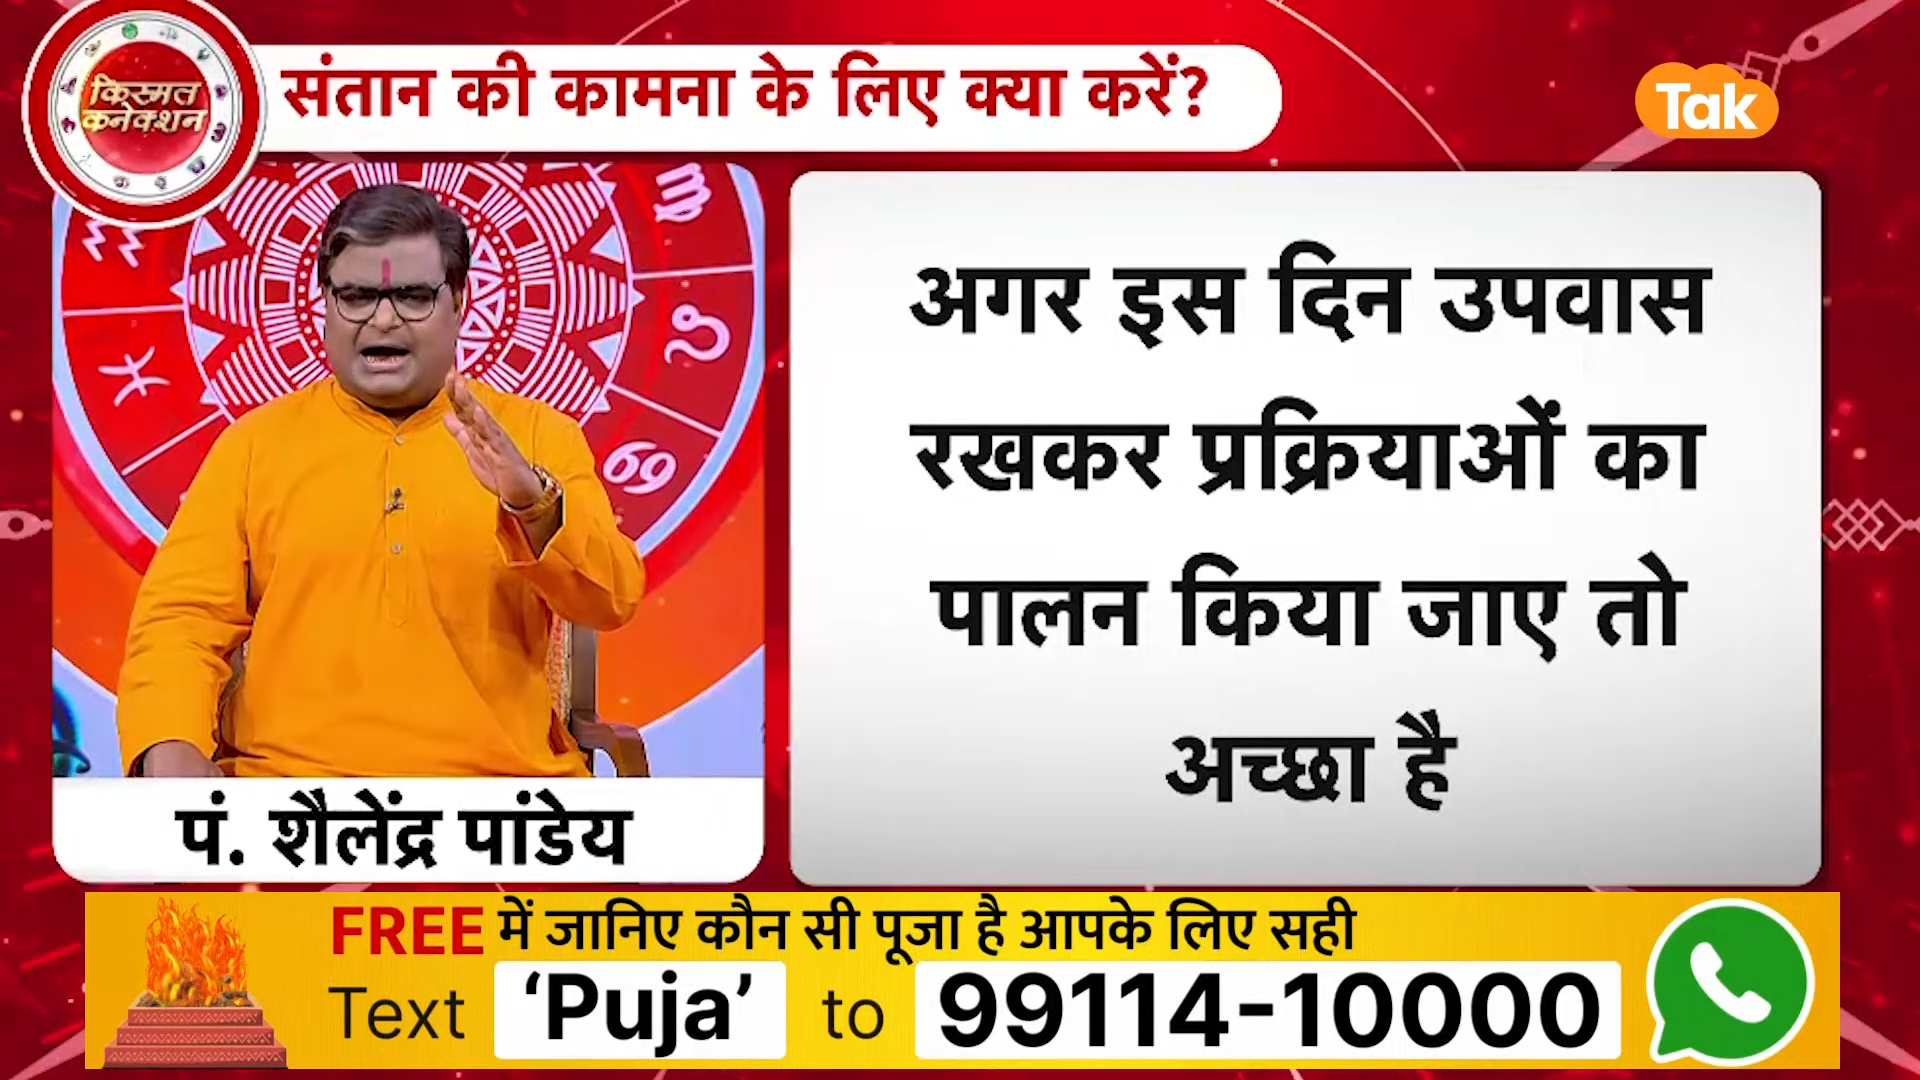 किस्मत
कनेक्शन
संतान की कामना के लिए क्या करें?
Tak
अगर इस दिन उपवास
रखकर प्रक्रियाओं का
पालन किया जाए तो
अच्छा है
पं. शैलेंद्र पांडेय
FREE में जानिए कौन सी पूजा है आपके लिए सही
Text ‘Puja’ to 99114-10000